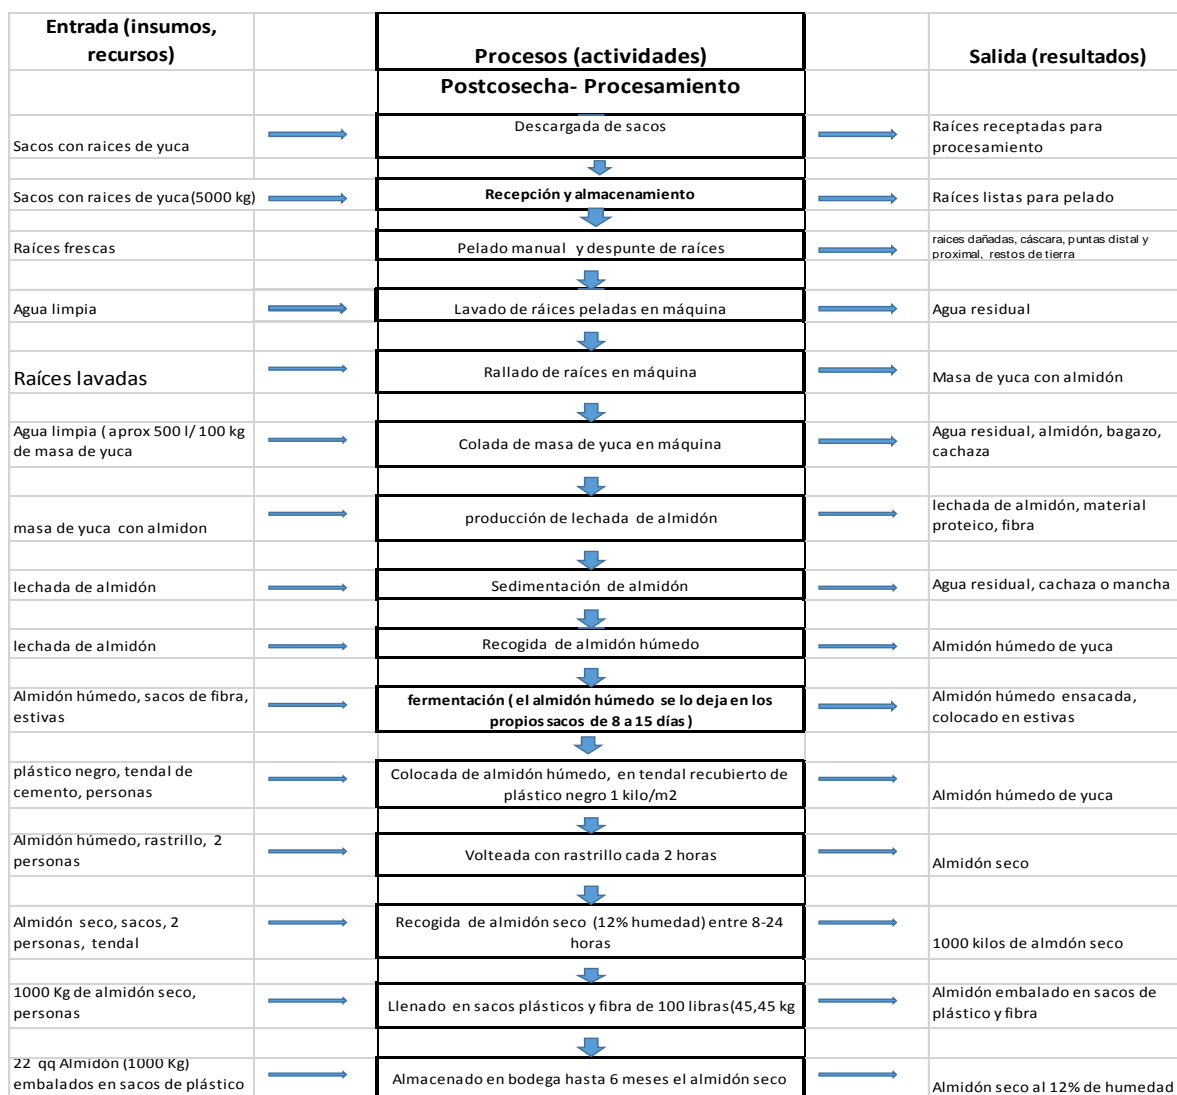 Entrada (insumos,
recursos)
Procesos (actividades)
Salida (resultados)
Postcosecha- Procesamiento
Sacos con raices de yuca
Descargada de sacos
Raíces receptadas para
procesamiento
Sacos con raices de yuca(5000 kg)
Recepción y almacenamiento
Raíces listas para pelado
Raíces frescas
Pelado manual y despunte de raíces
raices dañadas, cáscara, puntas distal y
proximal, restos de tierra
Agua limpia
Lavado de ráices peladas en máquina
Agua residual
Raíces lavadas
Rallado de raíces en máquina
Masa de yuca con almidón
Agua limpia ( aprox 500 l/ 100 kg
de masa de yuca
Colada de masa de yuca en máquina
Agua residual, almidón, bagazo,
cachaza
masa de yuca con almidon
producción de lechada de almidón
lechada de almidón, material
proteico, fibra
lechada de almidón
Sedimentación de almidón
Agua residual, cachaza o mancha
lechada de almidón
Recogida de almidón húmedo
Almidón húmedo de yuca
Almidón húmedo, sacos de fibra,
estivas
fermentación ( el almidón húmedo se lo deja en los
propios sacos de 8 a 15 días )
Almidón húmedo ensacada,
colocado en estivas
plástico negro, tendal de
cemento, personas
Colocada de almidón húmedo, en tendal recubierto de
plástico negro 1 kilo/m2
Almidón húmedo de yuca
Almidón húmedo, rastrillo, 2
personas
Volteada con rastrillo cada 2 horas
Almidón seco
Almidón seco, sacos, 2
personas, tendal
Recogida de almidón seco (12% humedad) entre 8-24
horas
1000 kilos de almdón seco
1000 Kg de almidón seco,
personas
Llenado en sacos plásticos y fibra de 100 libras(45,45 kg
Almidón embalado en sacos de
plástico y fibra
22 qq Almidón (1000 Kg)
embalados en sacos de plástico
Almacenado en bodega hasta 6 meses el almidón seco
Almidón seco al 12% de humedad